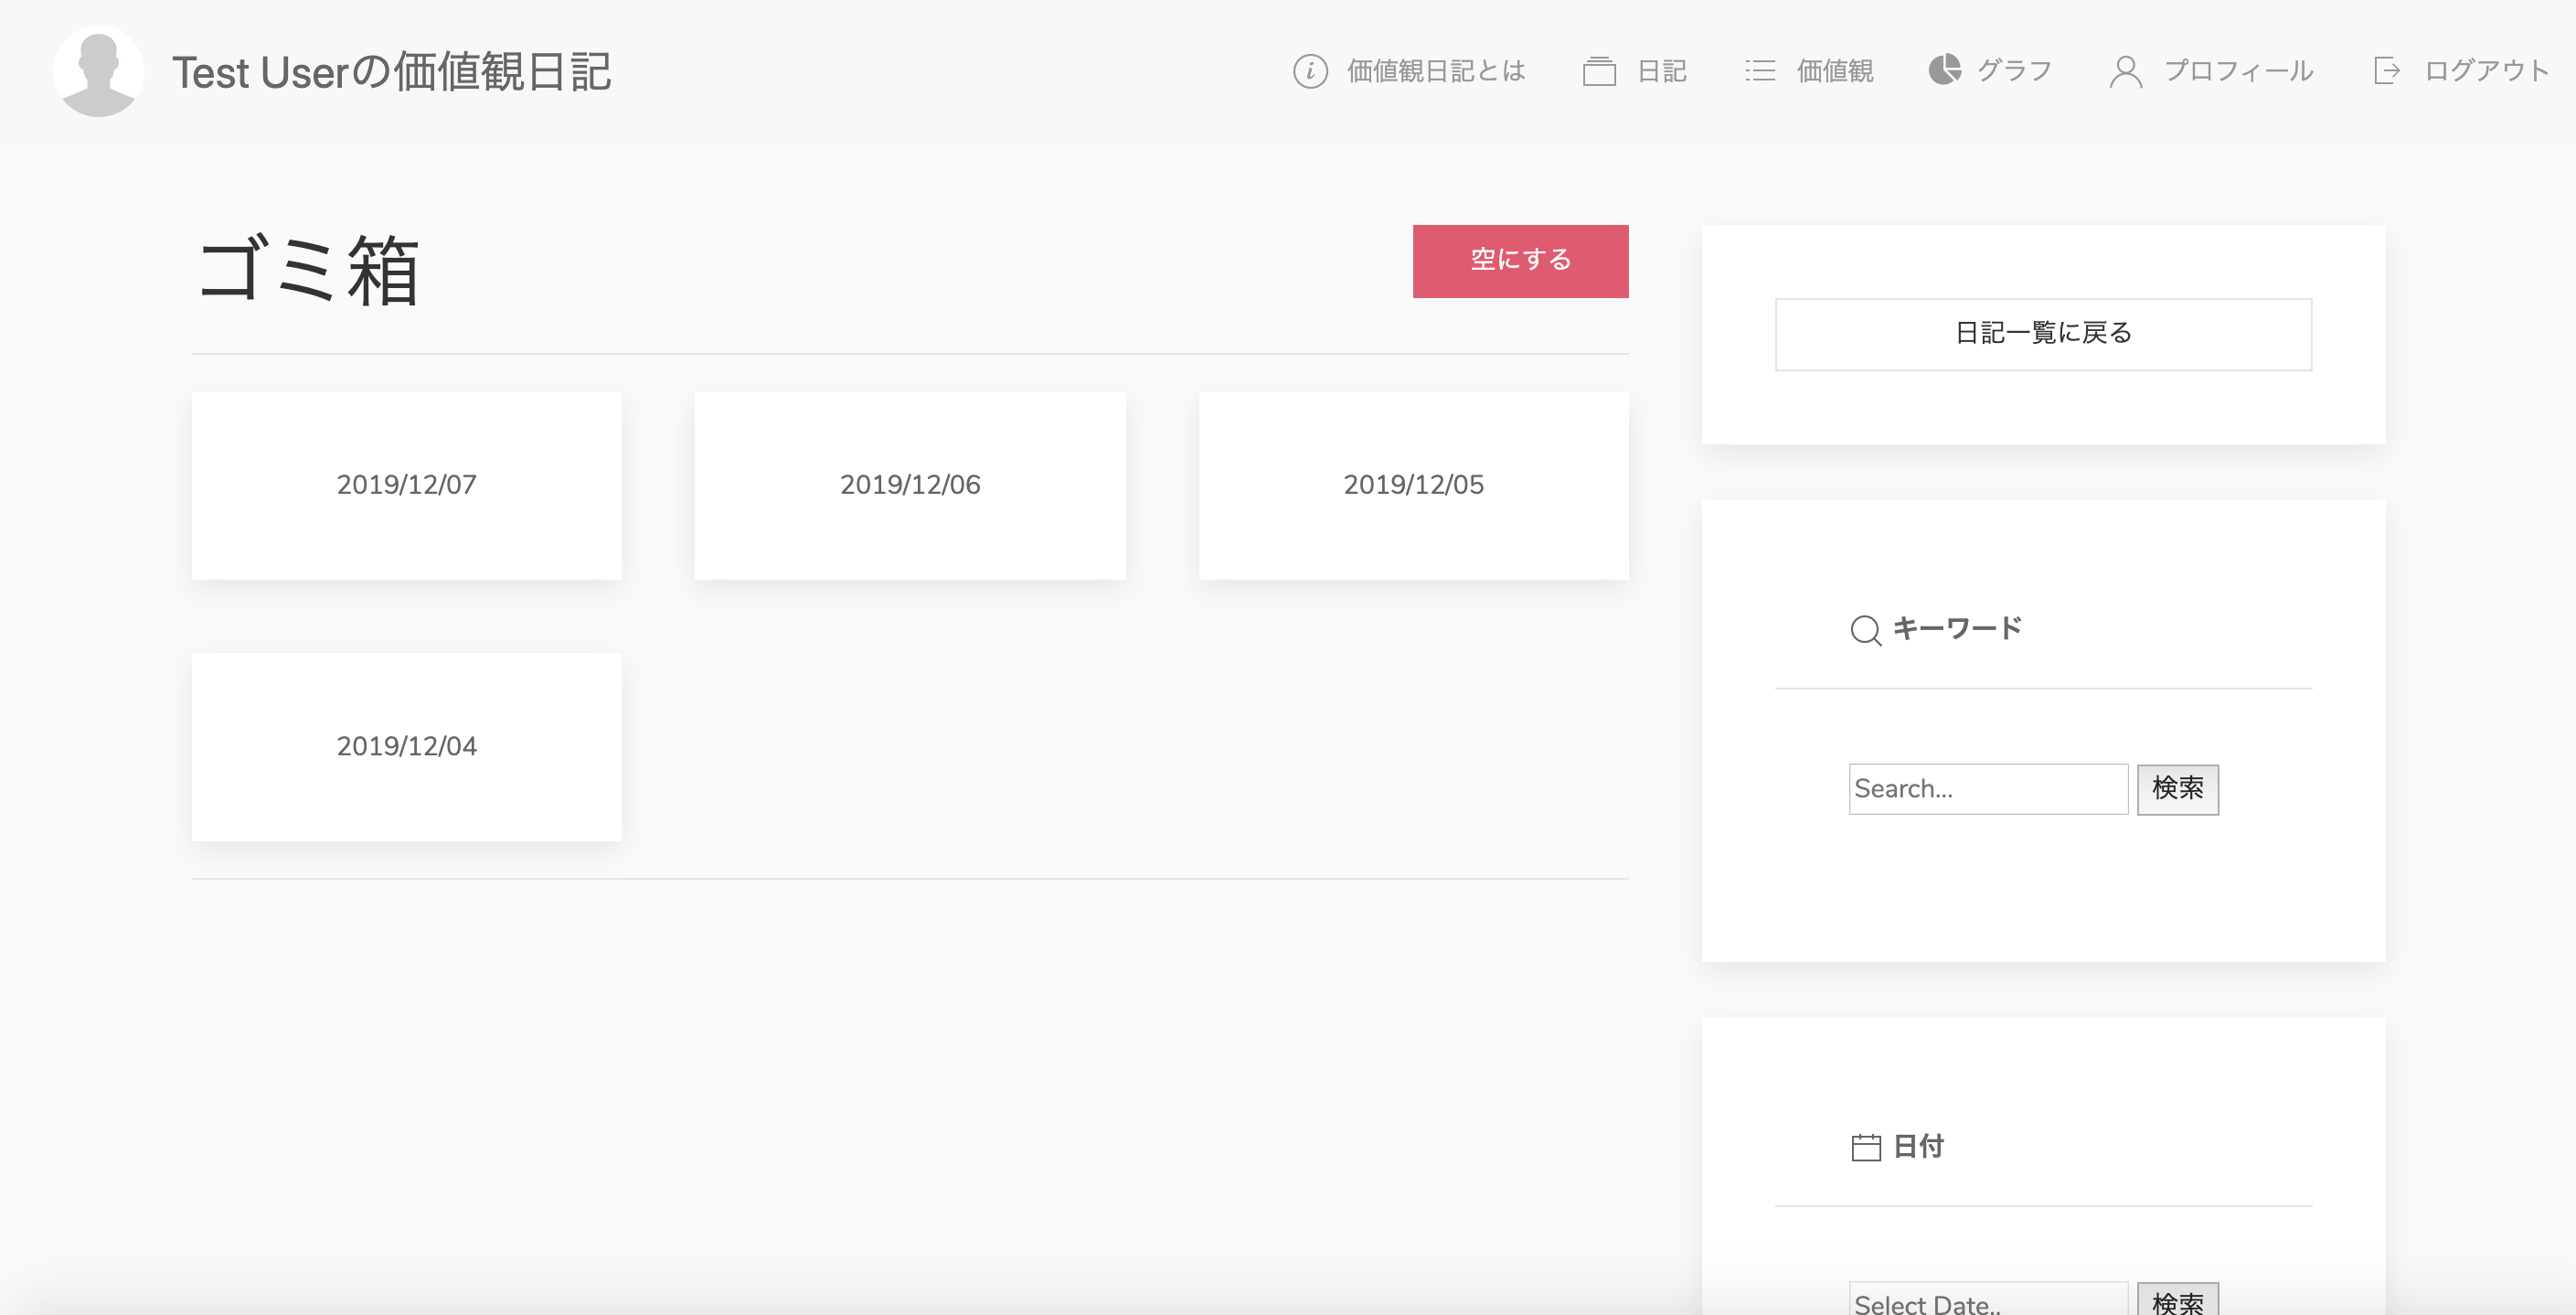 Test Userの価値観日記
価値観日記とは
日記
価値観
グラフ
プロフィール
ログアウト
ゴミ箱
空にする
2019/12/07
2019/12/06
2019/12/05
2019/12/04
日記一覧に戻る
キーワード
Search...
検索
日付
Select Date..
検索